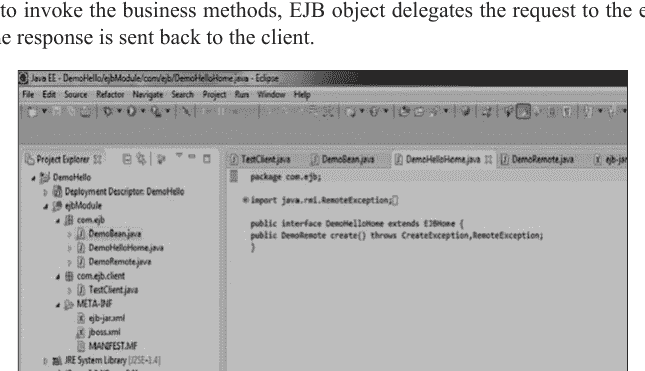 to invoke the business methods, EJB object delegates the request to the e
he response is sent back to the client.
Java EE - DemoHello/ejbModule/com/ejb/DemoHelloHome.java - Eclipse
File Edit Source Refactor Navigate Search Project Run Window Help
Project Explorer
TestClient.java DemoBean.java DemoHelloHome.java DemoRemote.java ejb-jar
DemoHello
Deployment Descriptor: DemoHello
ejbModule
com.ejb
DemoBean.java
DemoHelloHome.java
DemoRemote.java
com.ejb.client
TestClient.java
META-INF
ejb-jar.xml
jboss.xml
MANIFEST.MF
JRE System Library [J2SE-1.4]
package com.ejb;
import java.rmi.RemoteException;
public interface DemoHelloHome extends EJBHome {
public DemoRemote create() throws CreateException,RemoteException;
}